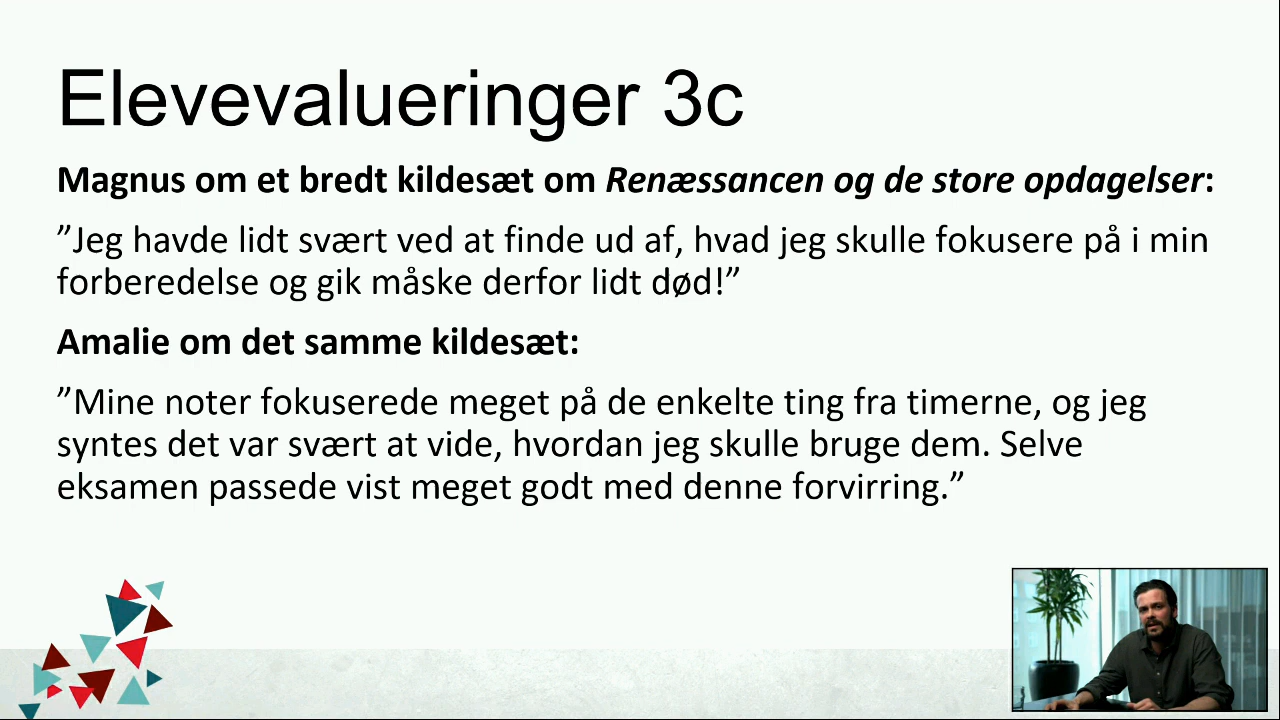 Elevevalueringer 3c
Magnus om et bredt kildesæt om Renæssancen og de store opdagelser:
”Jeg havde lidt svært ved at finde ud af, hvad jeg skulle fokusere på i min
forberedelse og gik måske derfor lidt død!”
Amalie om det samme kildesæt:
”Mine noter fokuserede meget på de enkelte ting fra timerne, og jeg
syntes det var svært at vide, hvordan jeg skulle bruge dem. Selve
eksamen passede vist meget godt med denne forvirring.”